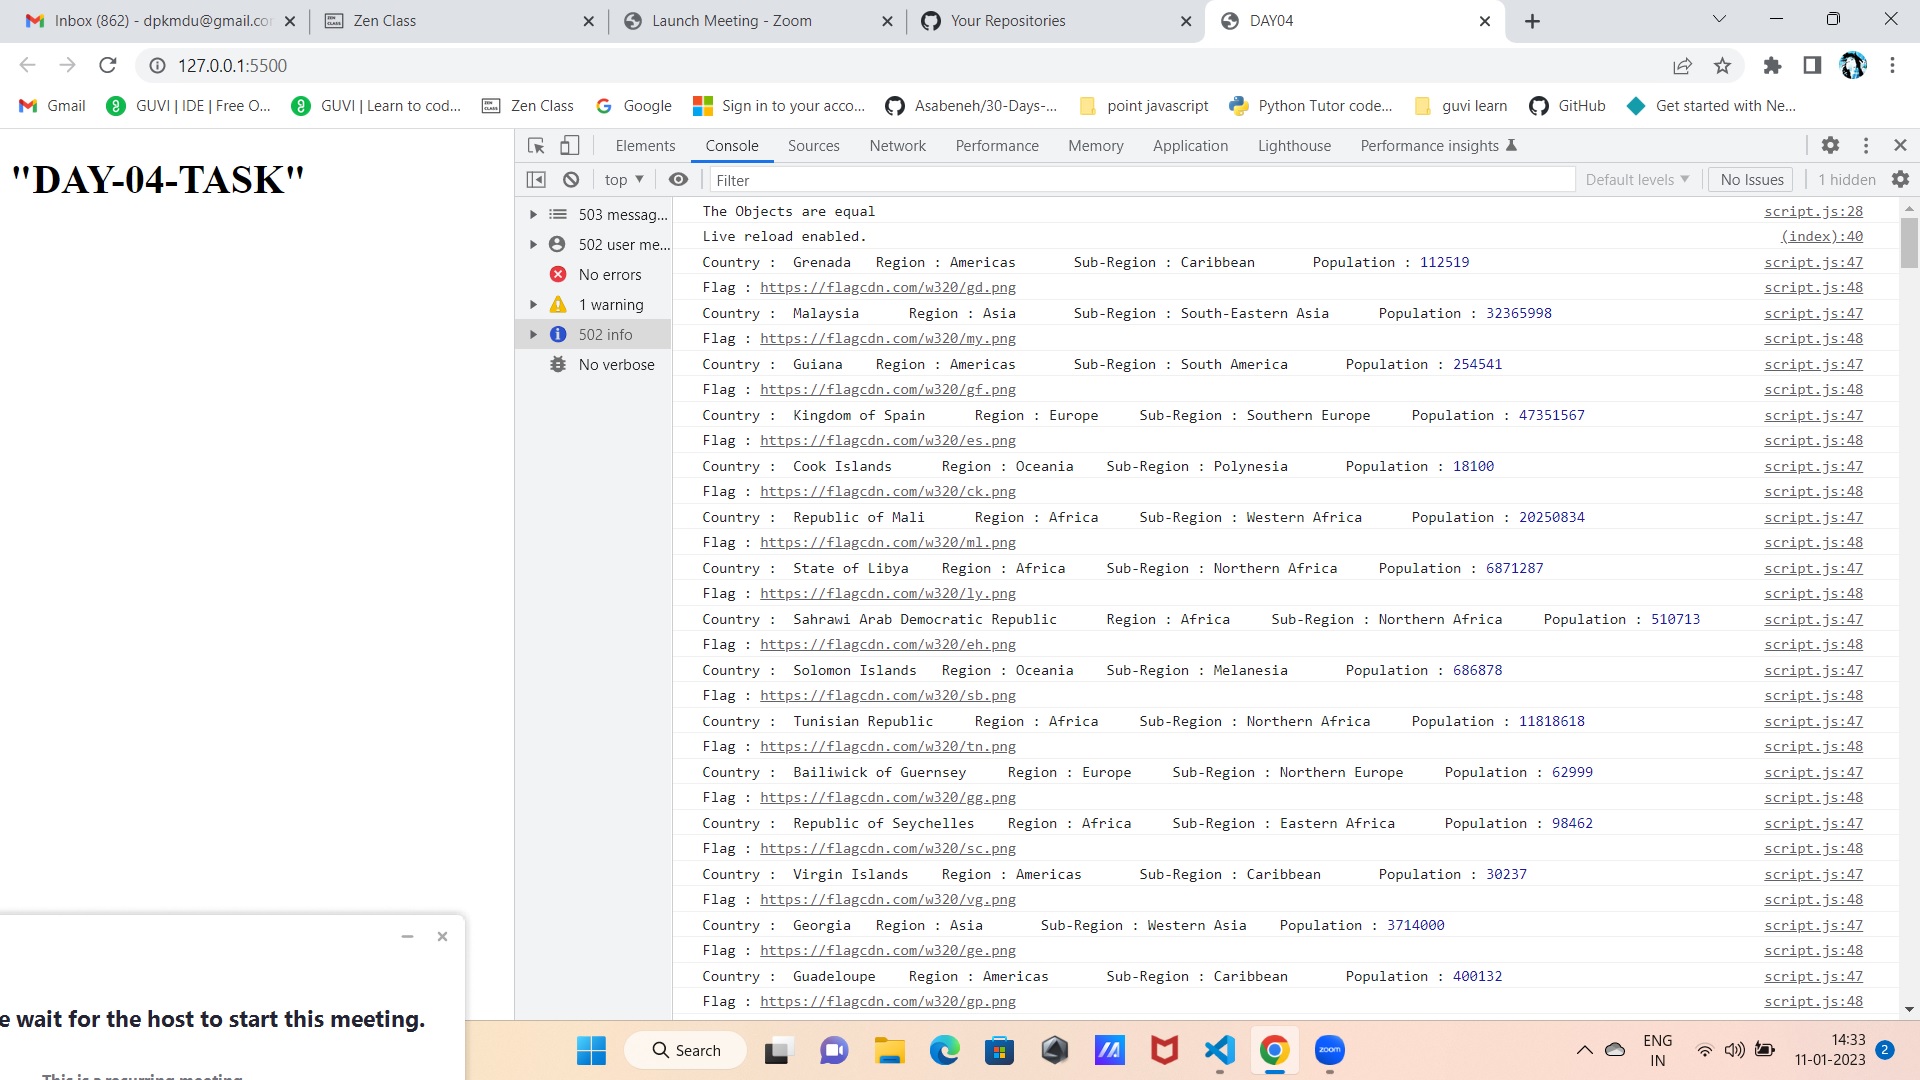 Inbox (862) - dpkmdu@gmail.co
Zen Class
Launch Meeting - Zoom
Your Repositories
DAY04
127.0.0.1:5500
Gmail
GUVI | IDE | Free O...
GUVI | Learn to cod...
Zen Class
Google
Sign in to your acco...
Asabeneh/30-Days-...
point javascript
Python Tutor code...
guvi learn
GitHub
Get started with Ne...
"DAY-04-TASK"
Elements Console Sources Network Performance Memory Application Lighthouse Performance insights
top Filter Default levels No Issues 1 hidden
503 messag...
502 user me...
No errors
1 warning
502 info
No verbose
The Objects are equal script.js:28
Live reload enabled. (index):40
Country : Grenada Region : Americas Sub-Region : Caribbean Population : 112519 script.js:47
Flag : https://flagcdn.com/w320/gd.png script.js:48
Country : Malaysia Region : Asia Sub-Region : South-Eastern Asia Population : 32365998 script.js:47
Flag : https://flagcdn.com/w320/my.png script.js:48
Country : Guiana Region : Americas Sub-Region : South America Population : 254541 script.js:47
Flag : https://flagcdn.com/w320/gf.png script.js:48
Country : Kingdom of Spain Region : Europe Sub-Region : Southern Europe Population : 47351567 script.js:47
Flag : https://flagcdn.com/w320/es.png script.js:48
Country : Cook Islands Region : Oceania Sub-Region : Polynesia Population : 18100 script.js:47
Flag : https://flagcdn.com/w320/ck.png script.js:48
Country : Republic of Mali Region : Africa Sub-Region : Western Africa Population : 20250834 script.js:47
Flag : https://flagcdn.com/w320/ml.png script.js:48
Country : State of Libya Region : Africa Sub-Region : Northern Africa Population : 6871287 script.js:47
Flag : https://flagcdn.com/w320/ly.png script.js:48
Country : Sahrawi Arab Democratic Republic Region : Africa Sub-Region : Northern Africa Population : 510713 script.js:47
Flag : https://flagcdn.com/w320/eh.png script.js:48
Country : Solomon Islands Region : Oceania Sub-Region : Melanesia Population : 686878 script.js:47
Flag : https://flagcdn.com/w320/sb.png script.js:48
Country : Tunisian Republic Region : Africa Sub-Region : Northern Africa Population : 11818618 script.js:47
Flag : https://flagcdn.com/w320/tn.png script.js:48
Country : Bailiwick of Guernsey Region : Europe Sub-Region : Northern Europe Population : 62999 script.js:47
Flag : https://flagcdn.com/w320/gg.png script.js:48
Country : Republic of Seychelles Region : Africa Sub-Region : Eastern Africa Population : 98462 script.js:47
Flag : https://flagcdn.com/w320/sc.png script.js:48
Country : Virgin Islands Region : Americas Sub-Region : Caribbean Population : 30237 script.js:47
Flag : https://flagcdn.com/w320/vg.png script.js:48
Country : Georgia Region : Asia Sub-Region : Western Asia Population : 3714000 script.js:47
Flag : https://flagcdn.com/w320/ge.png script.js:48
Country : Guadeloupe Region : Americas Sub-Region : Caribbean Population : 400132 script.js:47
Flag : https://flagcdn.com/w320/gp.png script.js:48
e wait for the host to start this meeting.
This is a recurring meeting
Search
zoom
ENG
IN
14:33
11-01-2023
2